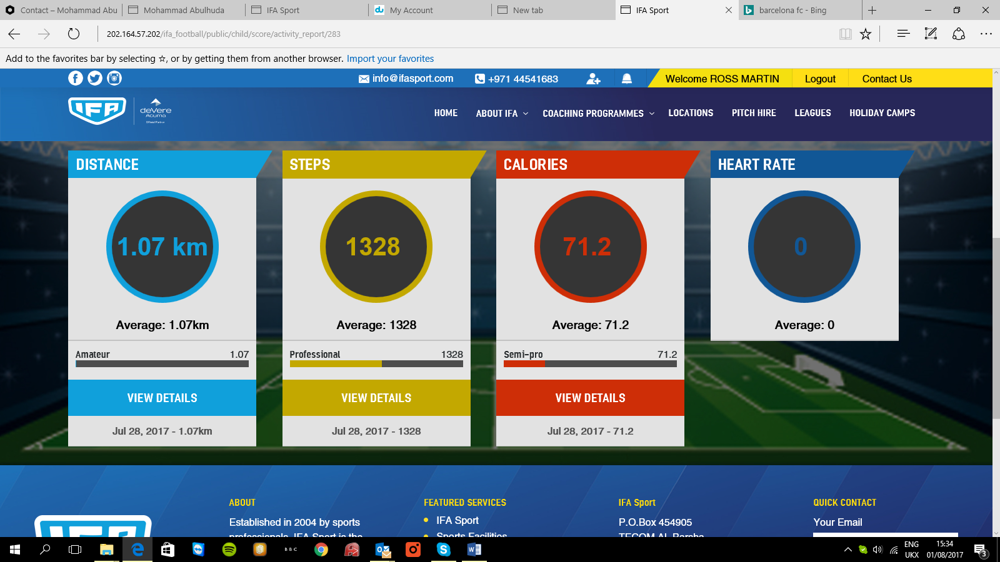 Contact – Mohammad Abu
Mohammad Abulhuda
IFA Sport
du My Account
New tab
IFA Sport
barcelona fc - Bing
202.164.57.202/ifa_football/public/child/score/activity_report/283
Add to the favorites bar by selecting ☆, or by getting them from another browser. Import your favorites
info@ifasport.com
+971 44541683
Welcome ROSS MARTIN
Logout
Contact Us
IFA
deVere
Acuma
Official Partner
HOME
ABOUT IFA
COACHING PROGRAMMES
LOCATIONS
PITCH HIRE
LEAGUES
HOLIDAY CAMPS
DISTANCE
1.07 km
Average: 1.07km
Amateur 1.07
VIEW DETAILS
Jul 28, 2017 - 1.07km
STEPS
1328
Average: 1328
Professional 1328
VIEW DETAILS
Jul 28, 2017 - 1328
CALORIES
71.2
Average: 71.2
Semi-pro 71.2
VIEW DETAILS
Jul 28, 2017 - 71.2
HEART RATE
0
Average: 0
IFA
ABOUT
Established in 2004 by sports
professionals, IFA Sport is the
FEATURED SERVICES
IFA Sport
Sports Facilities
IFA Sport
P.O.Box 454905
TECOM AL Barsha
QUICK CONTACT
Your Email
BBC
ENG
UKX
15:34
01/08/2017
3